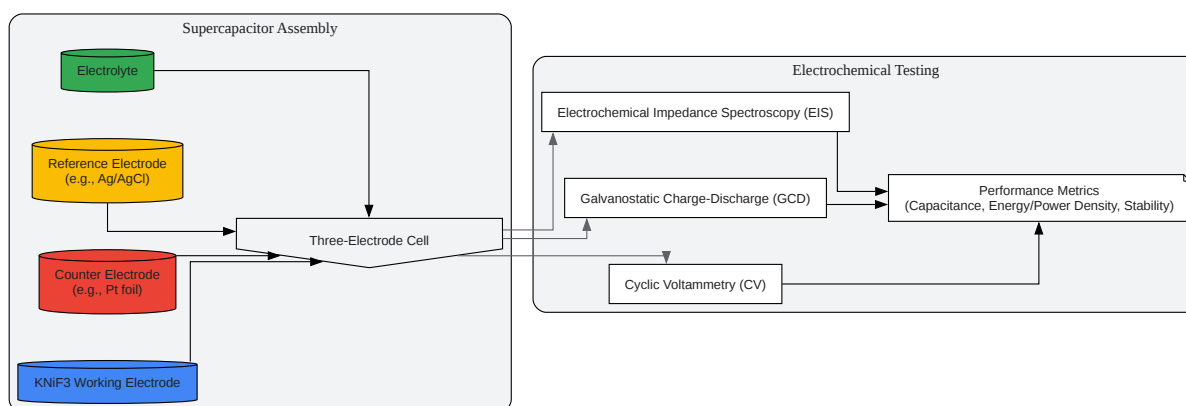 Supercapacitor Assembly
Electrolyte
Reference Electrode
(e.g., Ag/AgCl)
Three-Electrode Cell
Counter Electrode
(e.g., Pt foil)
KNiF3 Working Electrode
Electrochemical Testing
Electrochemical Impedance Spectroscopy (EIS)
Galvanostatic Charge-Discharge (GCD)
Performance Metrics
(Capacitance, Energy/Power Density, Stability)
Cyclic Voltammetry (CV)